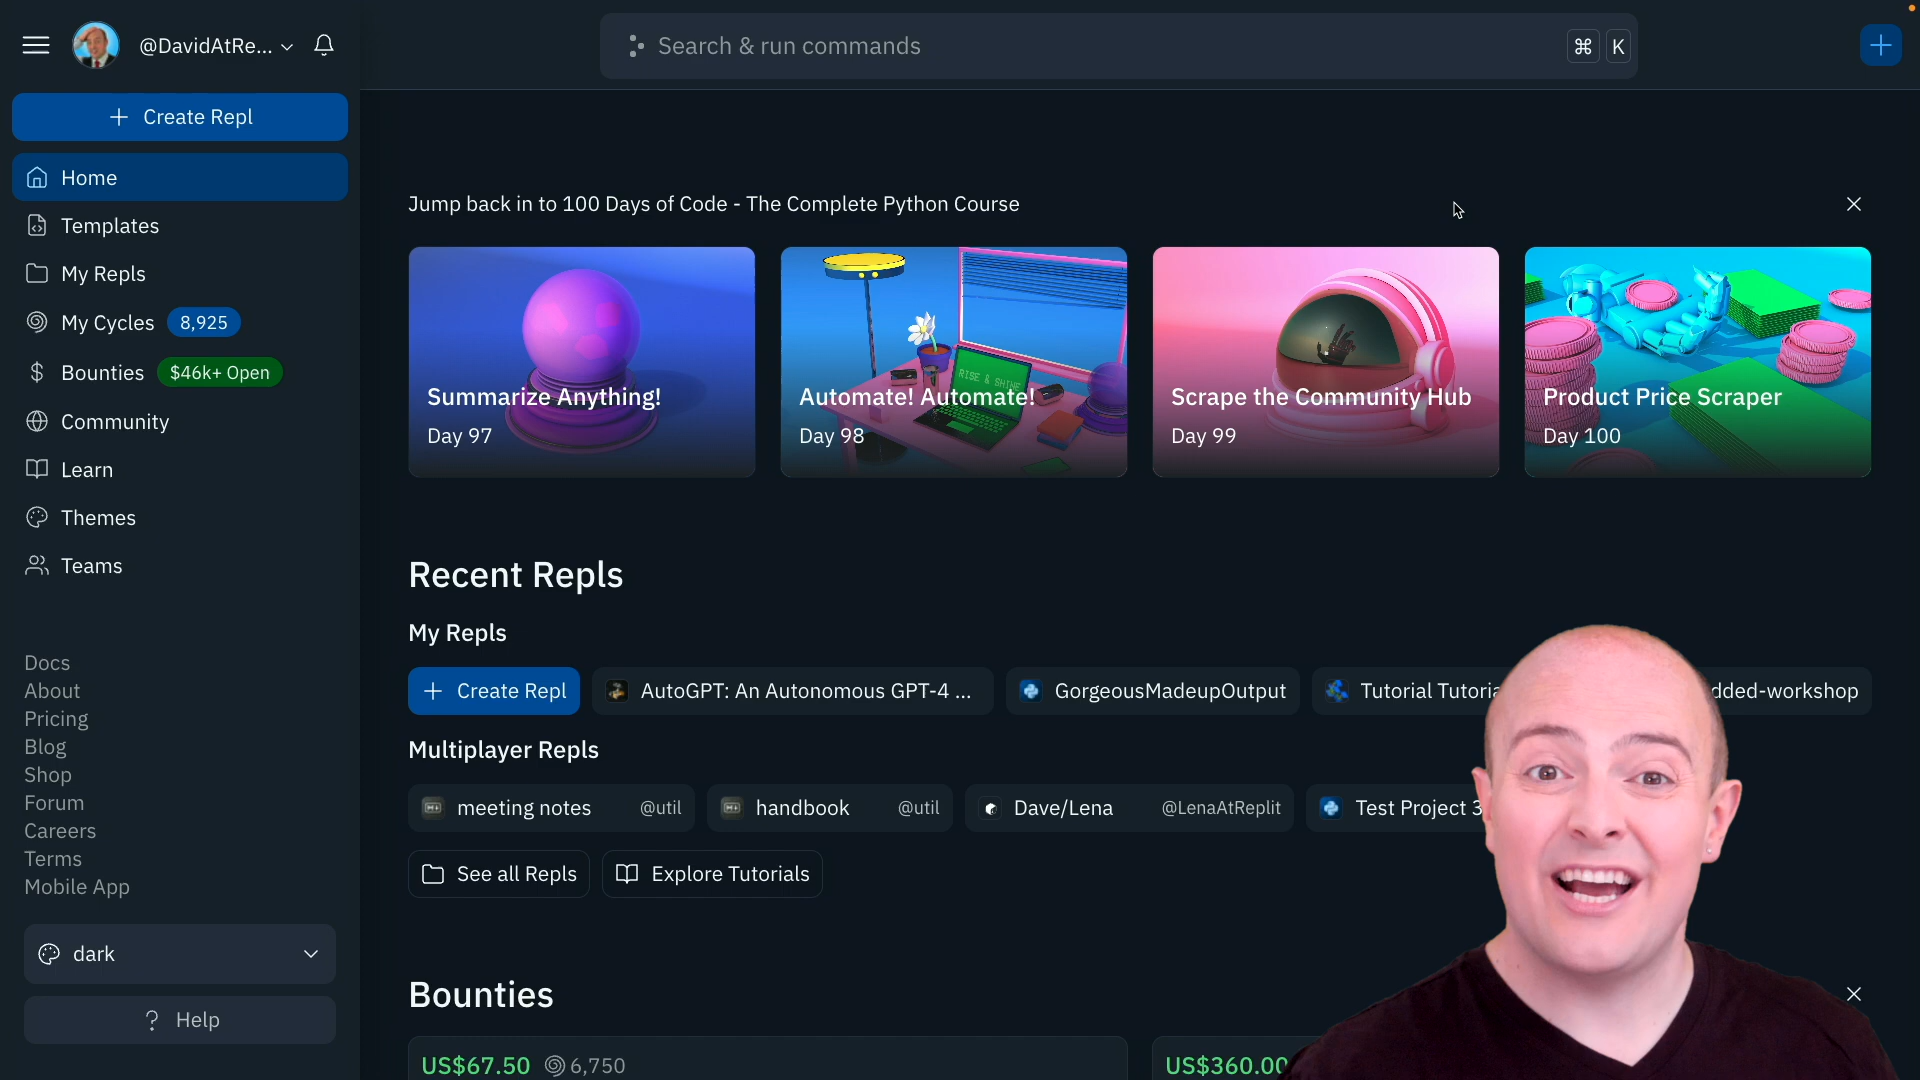 @DavidAtRe...
Search & run commands
⌘ K
+ Create Repl
Home
Templates
My Repls
My Cycles 8,925
Bounties $46k+ Open
Community
Learn
Themes
Teams
Docs
About
Pricing
Blog
Shop
Forum
Careers
Terms
Mobile App
dark
? Help
Jump back in to 100 Days of Code - The Complete Python Course
Summarize Anything!
Day 97
RISE & SHINE
Automate! Automate!
Day 98
Scrape the Community Hub
Day 99
Product Price Scraper
Day 100
Recent Repls
My Repls
+ Create Repl
AutoGPT: An Autonomous GPT-4 ...
GorgeousMadeupOutput
Tutorial Tutoria
dded-workshop
Multiplayer Repls
meeting notes @util
handbook @util
Dave/Lena @LenaAtReplit
Test Project 3
See all Repls
Explore Tutorials
Bounties
US$67.50 6,750
US$360.00